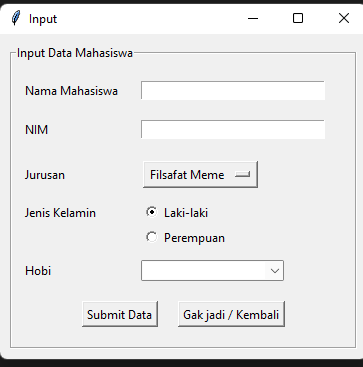 Input
Input Data Mahasiswa
Nama Mahasiswa
NIM
Jurusan Filsafat Meme
Jenis Kelamin Laki-laki
Perempuan
Hobi
Submit Data Gak jadi / Kembali